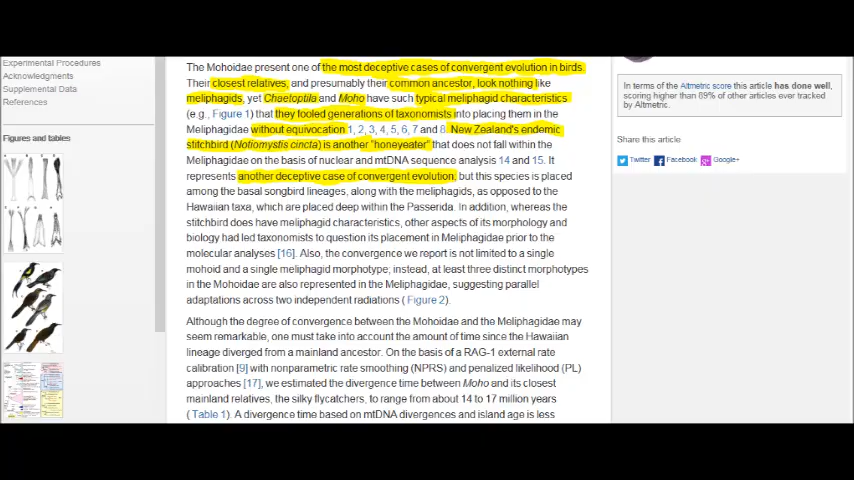 Experimental Procedures
Acknowledgments
Supplemental Data
References
Figures and tables
The Mohoidae present one of the most deceptive cases of convergent evolution in birds.
Their closest relatives, and presumably their common ancestor, look nothing like
meliphagids, yet Chaetoptila and Moho have such typical meliphagid characteristics
(e.g., Figure 1) that they fooled generations of taxonomists into placing them in the
Meliphagidae without equivocation 1, 2, 3, 4, 5, 6, 7 and 8. New Zealand's endemic
stitchbird (Notiomystis cincta) is another "honeyeater" that does not fall within the
Meliphagidae on the basis of nuclear and mtDNA sequence analysis 14 and 15. It
represents another deceptive case of convergent evolution, but this species is placed
among the basal songbird lineages, along with the meliphagids, as opposed to the
Hawaiian taxa, which are placed deep within the Passerida. In addition, whereas the
stitchbird does have meliphagid characteristics, other aspects of its morphology and
biology had led taxonomists to question its placement in Meliphagidae prior to the
molecular analyses [16]. Also, the convergence we report is not limited to a single
mohoid and a single meliphagid morphotype; instead, at least three distinct morphotypes
in the Mohoidae are also represented in the Meliphagidae, suggesting parallel
adaptations across two independent radiations ( Figure 2).
Although the degree of convergence between the Mohoidae and the Meliphagidae may
seem remarkable, one must take into account the amount of time since the Hawaiian
lineage diverged from a mainland ancestor. On the basis of a RAG-1 external rate
calibration [9] with nonparametric rate smoothing (NPRS) and penalized likelihood (PL)
approaches [17], we estimated the divergence time between Moho and its closest
mainland relatives, the silky flycatchers, to range from about 14 to 17 million years
( Table 1). A divergence time based on mtDNA divergences and island age is less
In terms of the Altmetric score this article has done well,
scoring higher than 89% of other articles ever tracked
by Altmetric.
Share this article
Twitter Facebook Google+